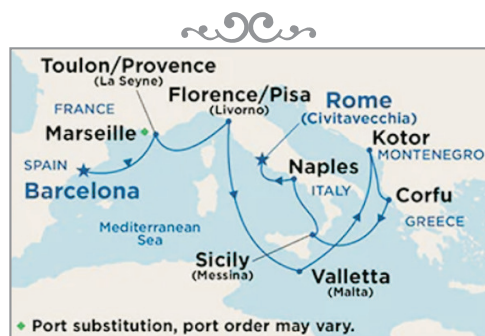 Toulon/Provence
(La Seyne)
FRANCE
Florence/Pisa
(Livorno)
Rome
(Civitavecchia)
Marseille
Kotor
MONTENEGRO
SPAIN
Barcelona
Naples
ITALY
Corfu
GREECE
Mediterranean
Sea
Sicily
(Messina)
Valletta
(Malta)
Port substitution, port order may vary.